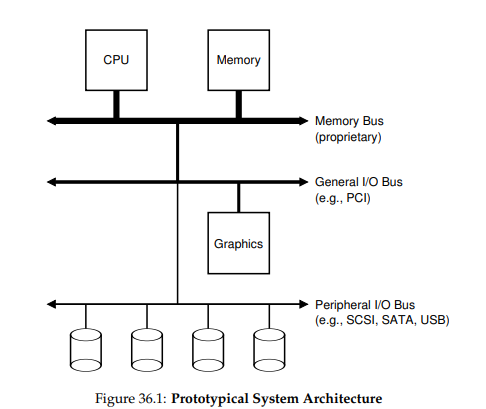 CPU
Memory
Memory Bus
(proprietary)
General I/O Bus
(e.g., PCI)
Graphics
Peripheral I/O Bus
(e.g., SCSI, SATA, USB)
Figure 36.1: Prototypical System Architecture